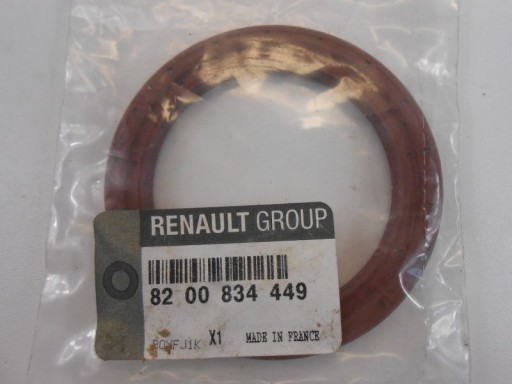 RENAULT GROUP
82 00 834 449
X1 MADE IN FRANCE